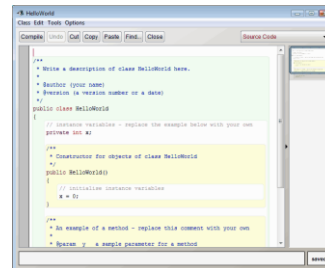 HelloWorld
Class Edit Tools Options
Compile Undo Cut Copy Paste Find... Close Source Code
/**
* Write a description of class HelloWorld here.
*
* @author (your name)
* @version (a version number or a date)
*/
public class HelloWorld
{
// instance variables - replace the example below with your own
private int x;
/**
* Constructor for objects of class HelloWorld
*/
public HelloWorld()
{
// initialise instance variables
x = 0;
}
/**
* An example of a method - replace this comment with your own
*
* @param y a sample parameter for a method
saved